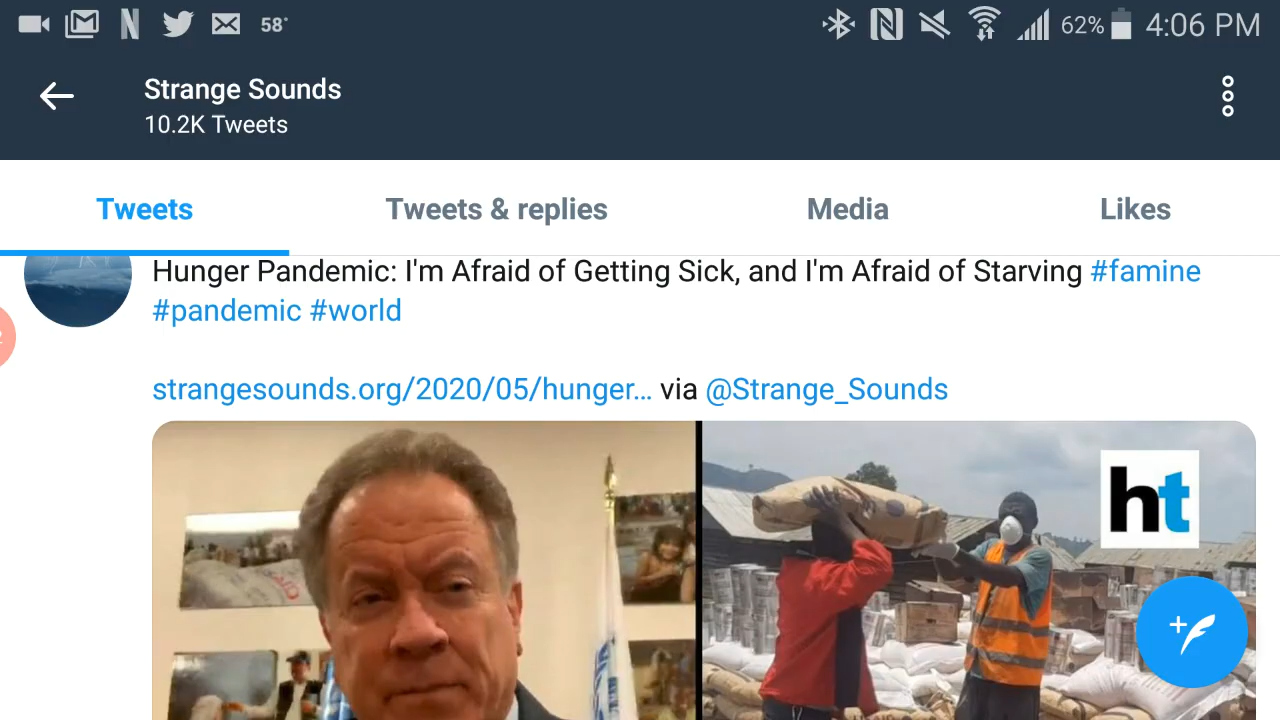 58°
62%
4:06 PM
Strange Sounds
10.2K Tweets
Tweets
Tweets & replies
Media
Likes
Hunger Pandemic: I'm Afraid of Getting Sick, and I'm Afraid of Starving #famine
#pandemic #world
strangesounds.org/2020/05/hunger... via @Strange_Sounds
ht